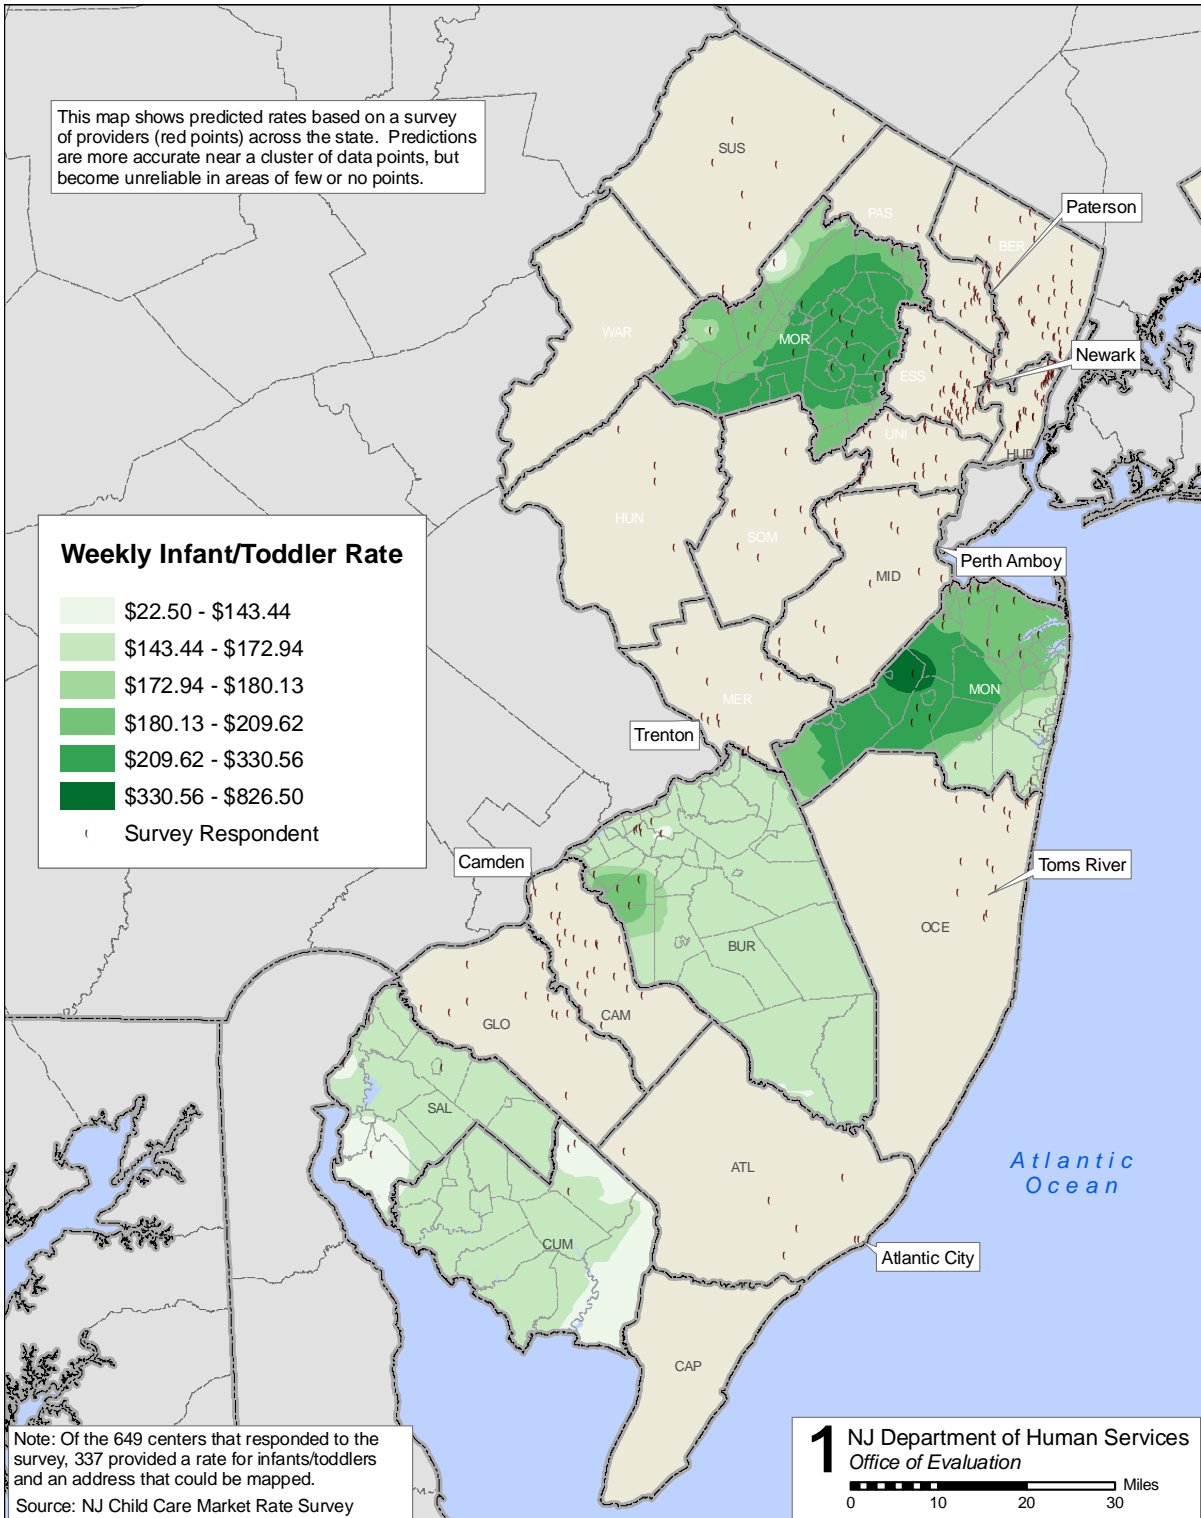 This map shows predicted rates based on a survey
of providers (red points) across the state. Predictions
are more accurate near a cluster of data points, but
become unreliable in areas of few or no points.
SUS
PAS
Paterson
BER
WAR
MOR
Newark
ESS
UNI
HUD
HUN
SOM
MID
Perth Amboy
Weekly Infant/Toddler Rate
$22.50 - $143.44
$143.44 - $172.94
$172.94 - $180.13
$180.13 - $209.62
$209.62 - $330.56
$330.56 - $826.50
Survey Respondent
MON
MER
Trenton
Camden
Toms River
OCE
BUR
GLO
CAM
SAL
ATL
Atlantic
Ocean
CUM
Atlantic City
CAP
Note: Of the 649 centers that responded to the
survey, 337 provided a rate for infants/toddlers
and an address that could be mapped.
Source: NJ Child Care Market Rate Survey
1
NJ Department of Human Services
Office of Evaluation
Miles
0 10 20 30